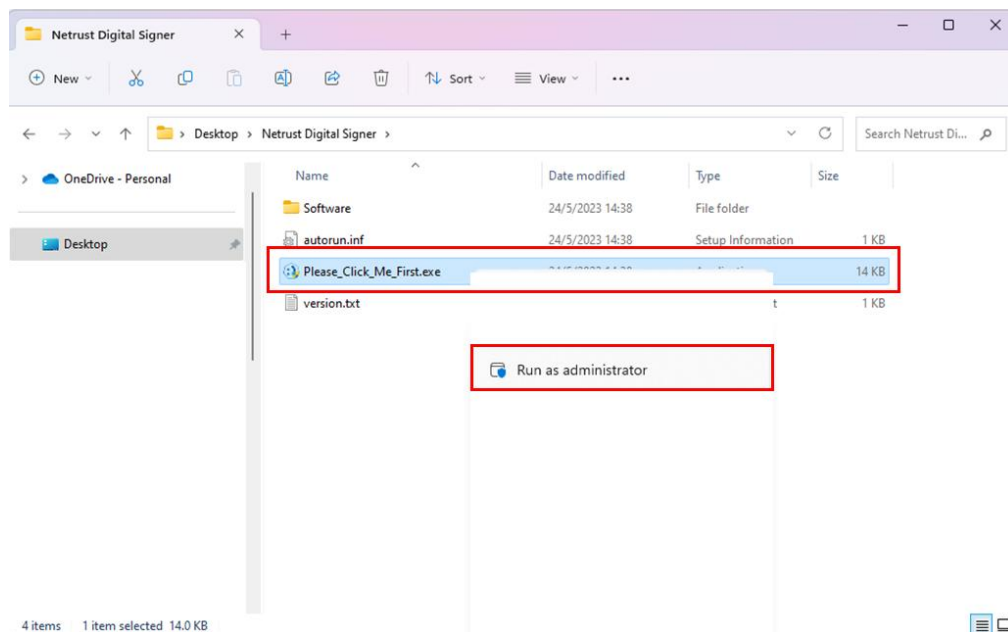 Netrust Digital Signer
New Sort View
Desktop Netrust Digital Signer Search Netrust Di...
OneDrive - Personal
Desktop
Name Date modified Type Size
Software 24/5/2023 14:38 File folder
autorun.inf 24/5/2023 14:38 Setup Information 1 KB
Please_Click_Me_First.exe 14 KB
version.txt t 1 KB
Run as administrator
4 items 1 item selected 14.0 KB